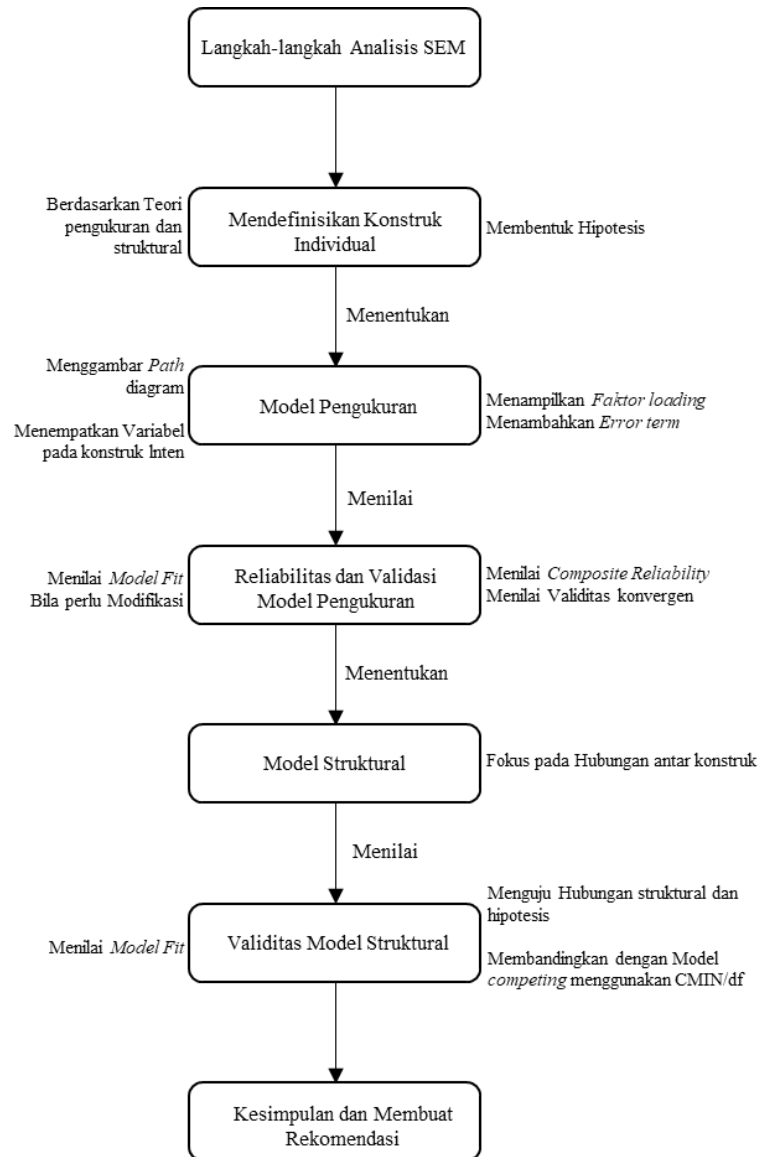 Langkah-langkah Analisis SEM
Berdasarkan Teori
pengukuran dan
struktural
Mendefinisikan Konstruk
Individual
Membentuk Hipotesis
Menentukan
Menggambar Path
diagram
Menempatkan Variabel
pada konstruk lnten
Model Pengukuran
Menampilkan Faktor loading
Menambahkan Error term
Menilai
Menilai Model Fit
Bila perlu Modifikasi
Reliabilitas dan Validasi
Model Pengukuran
Menilai Composite Reliability
Menilai Validitas konvergen
Menentukan
Model Struktural
Fokus pada Hubungan antar konstruk
Menilai
Menilai Model Fit
Validitas Model Struktural
Menguju Hubungan struktural dan
hipotesis
Membandingkan dengan Model
competing menggunakan CMIN/df
Kesimpulan dan Membuat
Rekomendasi